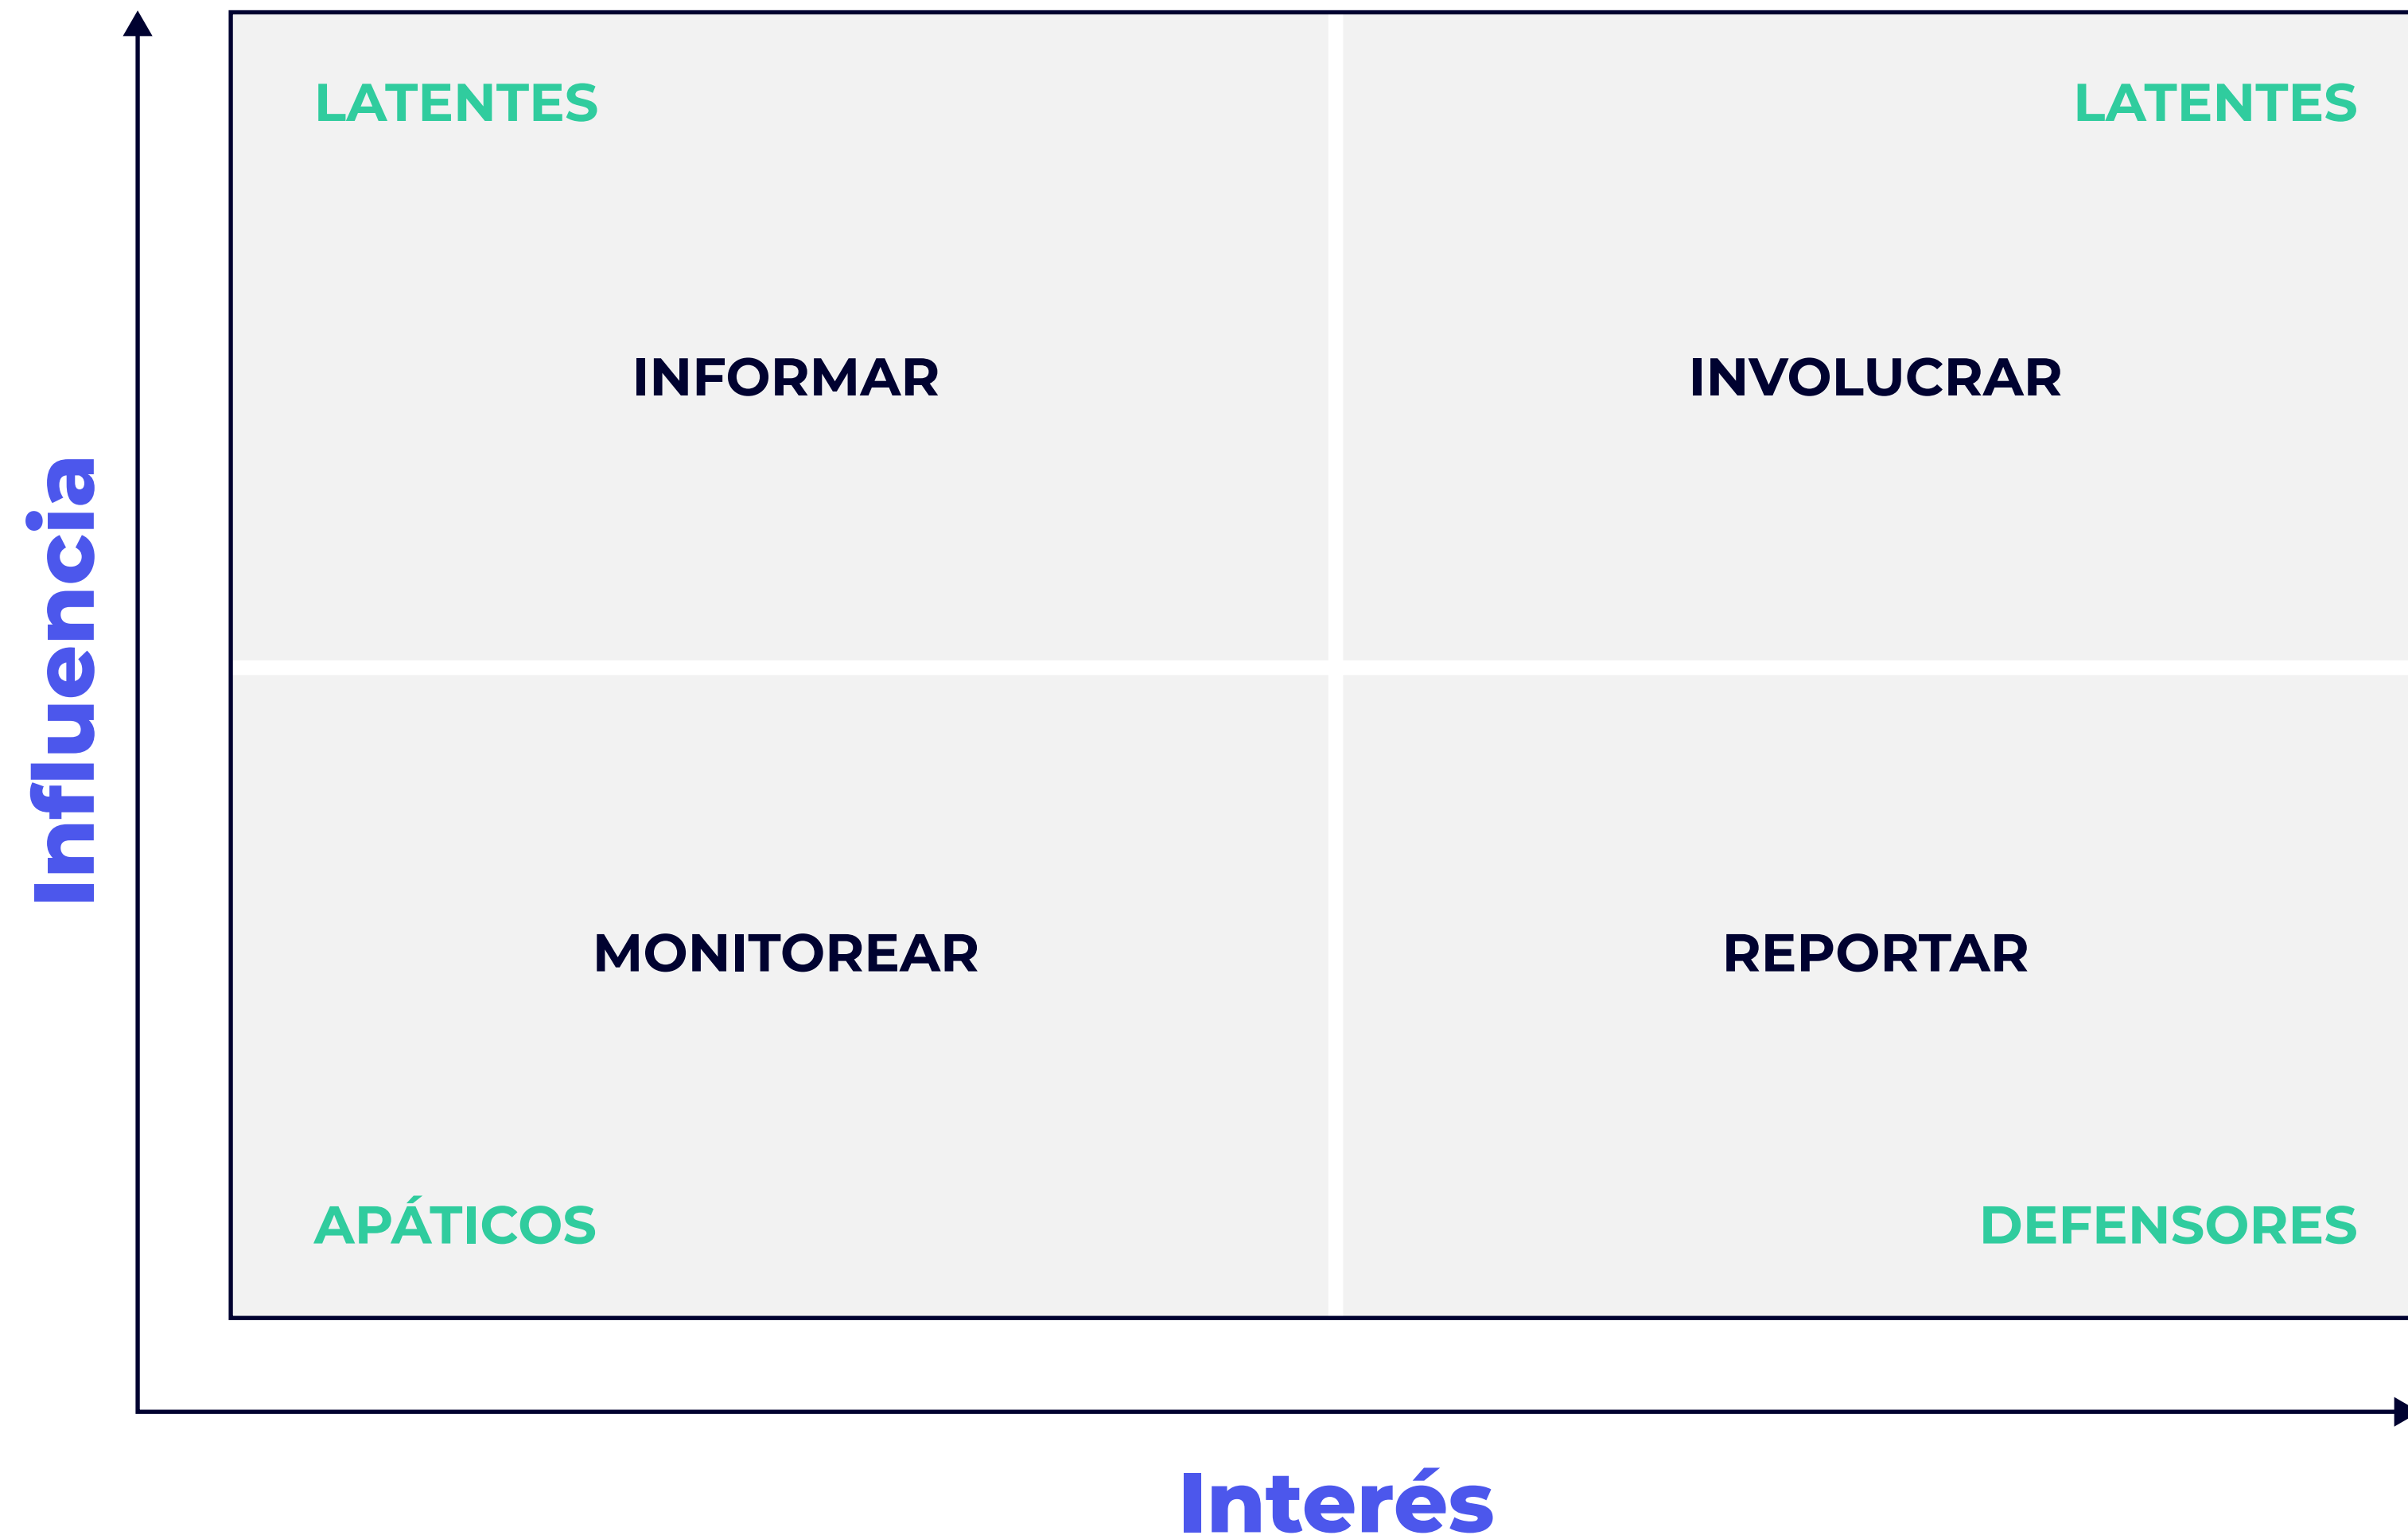 LATENTES
LATENTES
INFORMAR
INVOLUCRAR
Influencia
MONITOREAR
REPORTAR
APÁTICOS
DEFENSORES
Interés